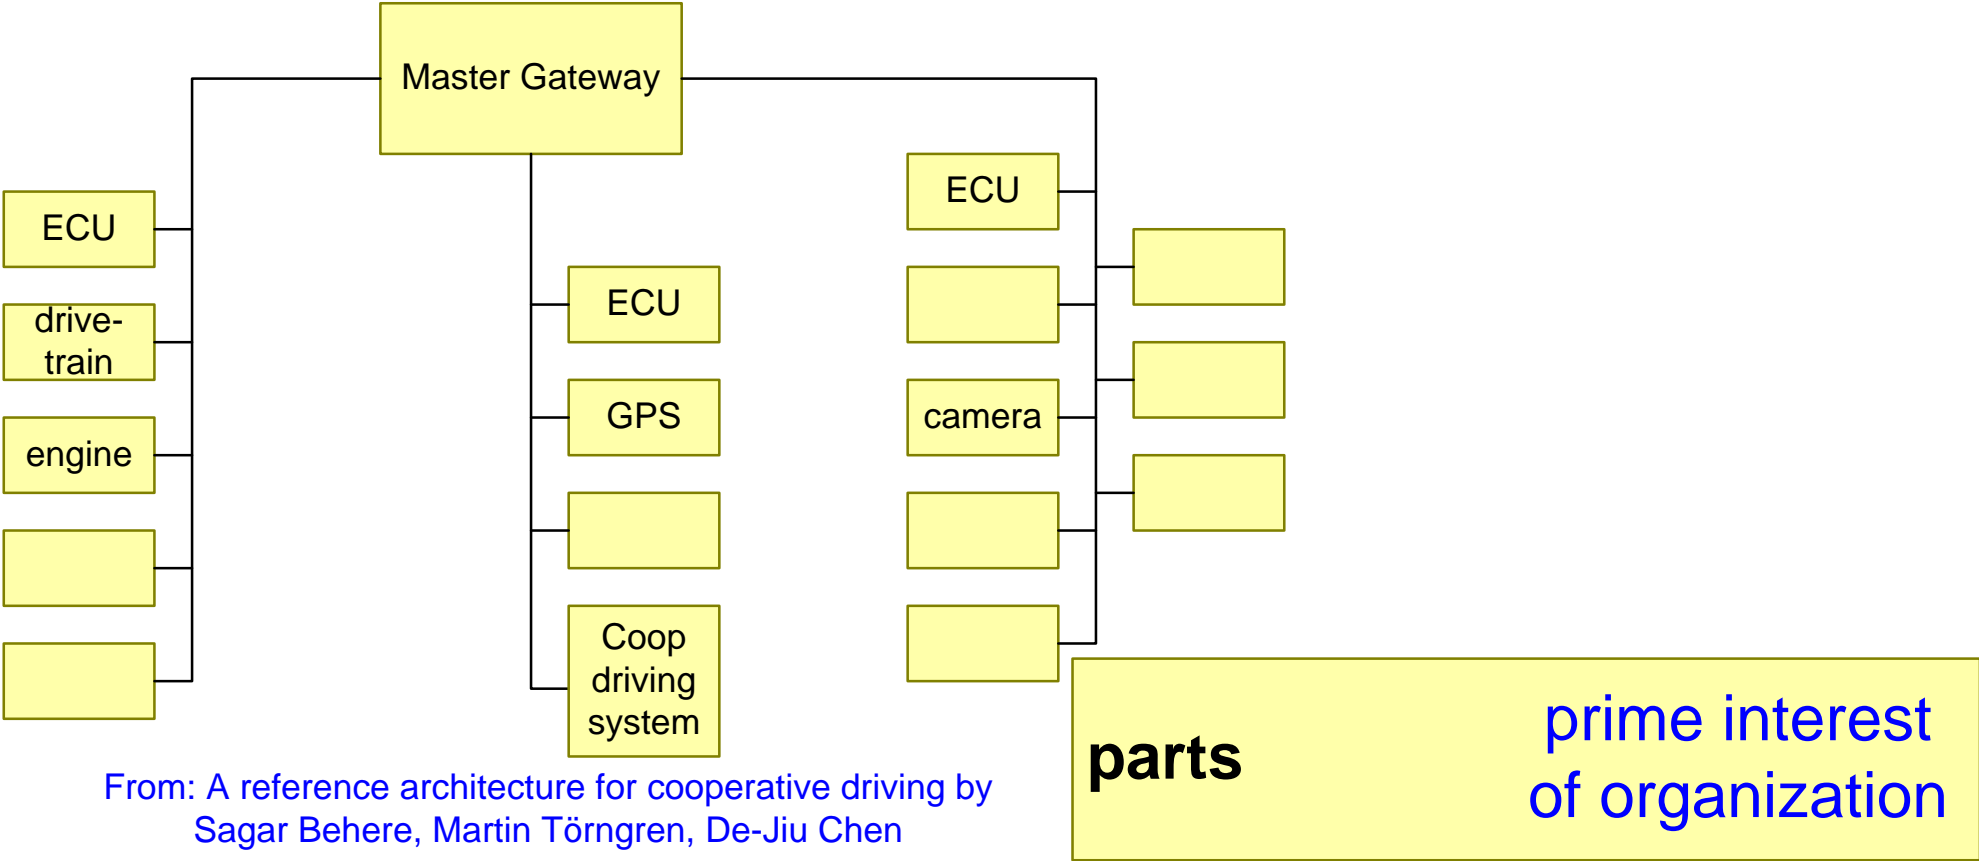 Master Gateway
ECU
drive-
train
engine
ECU
GPS
Coop
driving
system
ECU
camera
parts
prime interest
of organization
From: A reference architecture for cooperative driving by
Sagar Behere, Martin Törngren, De-Jiu Chen